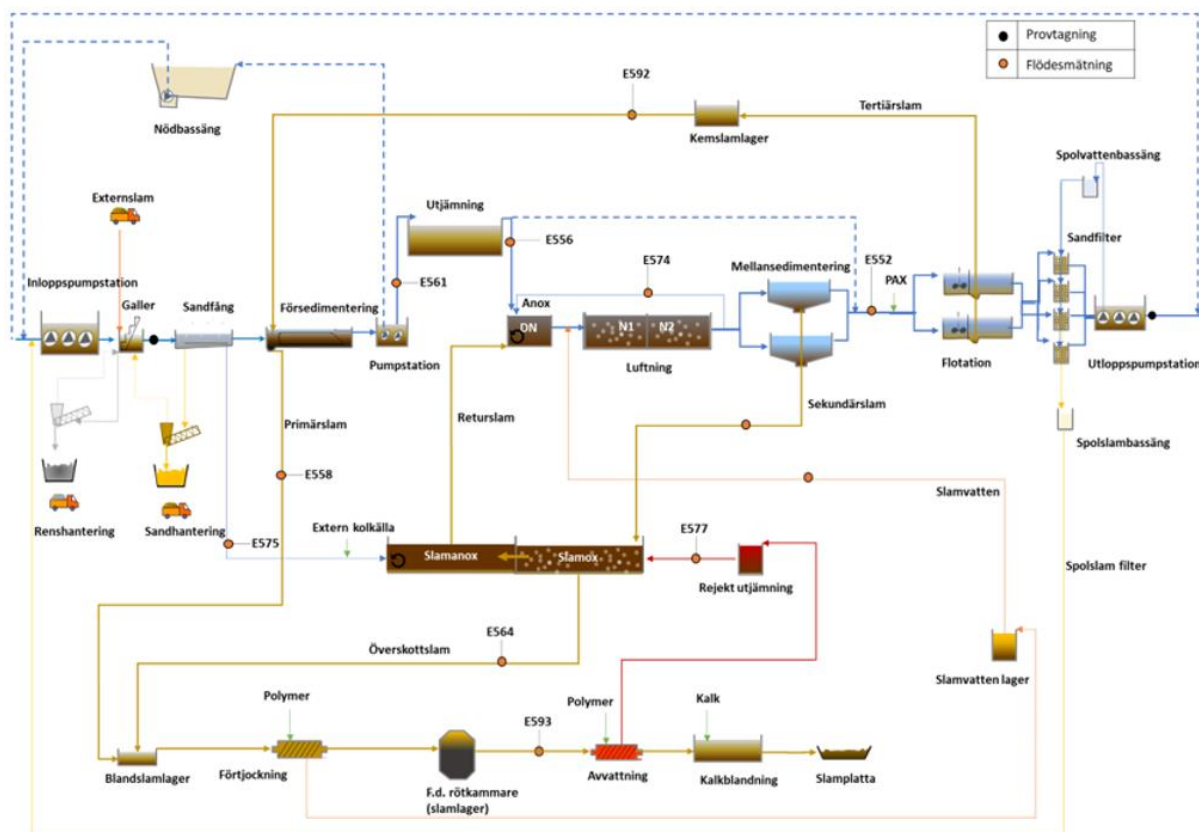 Provtagning
Flödesmätning
E592
Tertiärslam
Kemslamlager
Nödbassäng
Spolvattenbassäng
Externslam
Utjämning
E556
Sandfilter
E574
Mellansedimentering
E552
PAX
Inloppspumpstation
Galler
Sandfång
Försedimentering
E561
Anox
DN
N1
N2
Pumpstation
Luftning
Flotation
Utloppspumpstation
Primärslam
Returslam
Sekundärslam
Spolslambassäng
E558
Slamvatten
Renshantering
Sandhantering
Extern kolkälla
E577
E575
Slamanox
Slamox
Rejekt utjämning
Spolslam filter
E564
Överskottslam
Slamvatten lager
Polymer
Polymer
Kalk
E593
Blandslamlager
Förtjockning
Avvattning
Kalkblandning
Slamplatta
F.d. rötkammare
(slamlager)